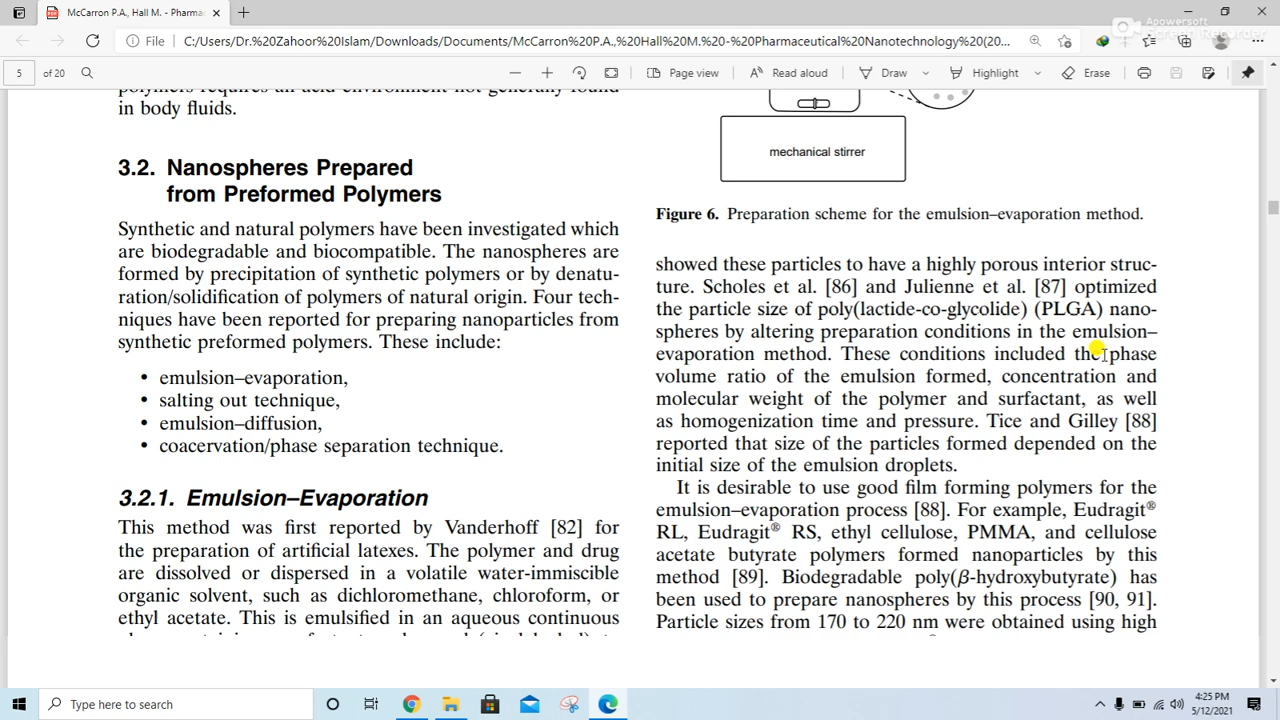 McCarron P.A., Hall M. - Pharmac
File
C:/Users/Dr.%20Zahoor%20Islam/Downloads/Documents/McCarron%20P.A.,%20Hall%20M.%20-%20Pharmaceutical%20Nanotechnology%20(20...
Apowersoft
Screen Recorder
5
of 20
Page view
Read aloud
Draw
Highlight
Erase
polymers requires an acid environment not generally found
in body fluids.
3.2. Nanospheres Prepared
from Preformed Polymers
Synthetic and natural polymers have been investigated which
are biodegradable and biocompatible. The nanospheres are
formed by precipitation of synthetic polymers or by denatu-
ration/solidification of polymers of natural origin. Four tech-
niques have been reported for preparing nanoparticles from
synthetic preformed polymers. These include:
• emulsion–evaporation,
• salting out technique,
• emulsion–diffusion,
• coacervation/phase separation technique.
3.2.1. Emulsion–Evaporation
This method was first reported by Vanderhoff [82] for
the preparation of artificial latexes. The polymer and drug
are dissolved or dispersed in a volatile water-immiscible
organic solvent, such as dichloromethane, chloroform, or
ethyl acetate. This is emulsified in an aqueous continuous
mechanical stirrer
Figure 6. Preparation scheme for the emulsion–evaporation method.
showed these particles to have a highly porous interior struc-
ture. Scholes et al. [86] and Julienne et al. [87] optimized
the particle size of poly(lactide-co-glycolide) (PLGA) nano-
spheres by altering preparation conditions in the emulsion–
evaporation method. These conditions included the phase
volume ratio of the emulsion formed, concentration and
molecular weight of the polymer and surfactant, as well
as homogenization time and pressure. Tice and Gilley [88]
reported that size of the particles formed depended on the
initial size of the emulsion droplets.
It is desirable to use good film forming polymers for the
emulsion–evaporation process [88]. For example, Eudragit®
RL, Eudragit® RS, ethyl cellulose, PMMA, and cellulose
acetate butyrate polymers formed nanoparticles by this
method [89]. Biodegradable poly(β-hydroxybutyrate) has
been used to prepare nanospheres by this process [90, 91].
Particle sizes from 170 to 220 nm were obtained using high
Type here to search
4:25 PM
5/12/2021